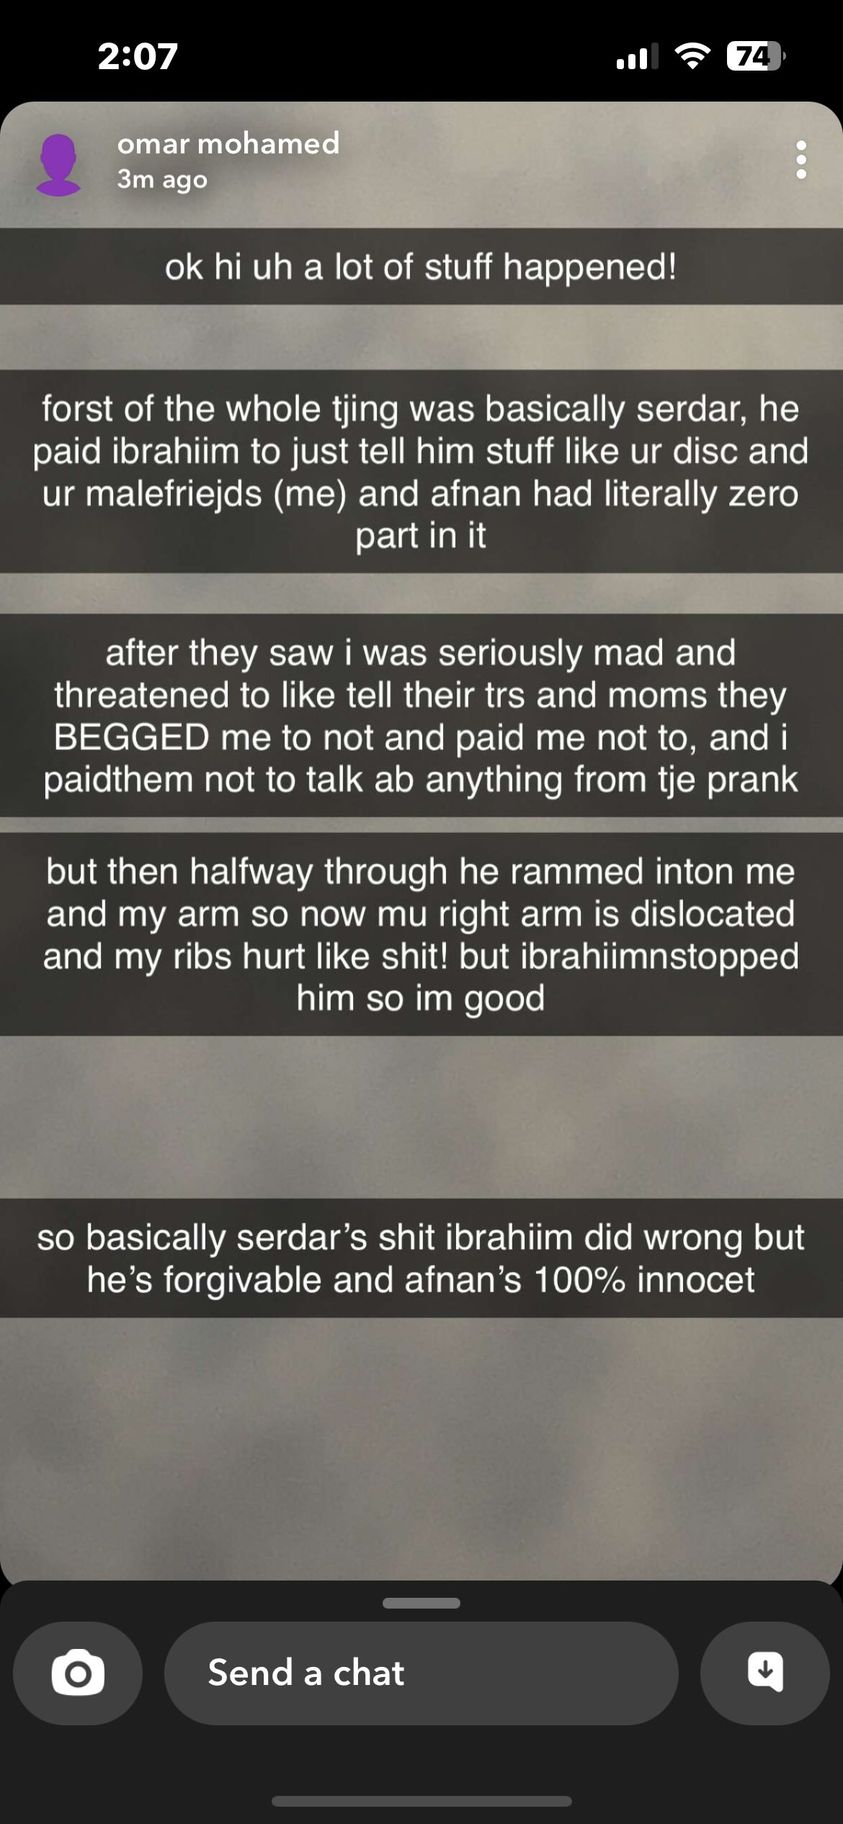 2:07
74
omar mohamed
3m ago
ok hi uh a lot of stuff happened!
forst of the whole tjing was basically serdar, he
paid ibrahiim to just tell him stuff like ur disc and
ur malefriejds (me) and afnan had literally zero
part in it
after they saw i was seriously mad and
threatened to like tell their trs and moms they
BEGGED me to not and paid me not to, and i
paidthem not to talk ab anything from tje prank
but then halfway through he rammed inton me
and my arm so now mu right arm is dislocated
and my ribs hurt like shit! but ibrahiimnstopped
him so im good
so basically serdar’s shit ibrahiim did wrong but
he’s forgivable and afnan’s 100% innocet
Send a chat